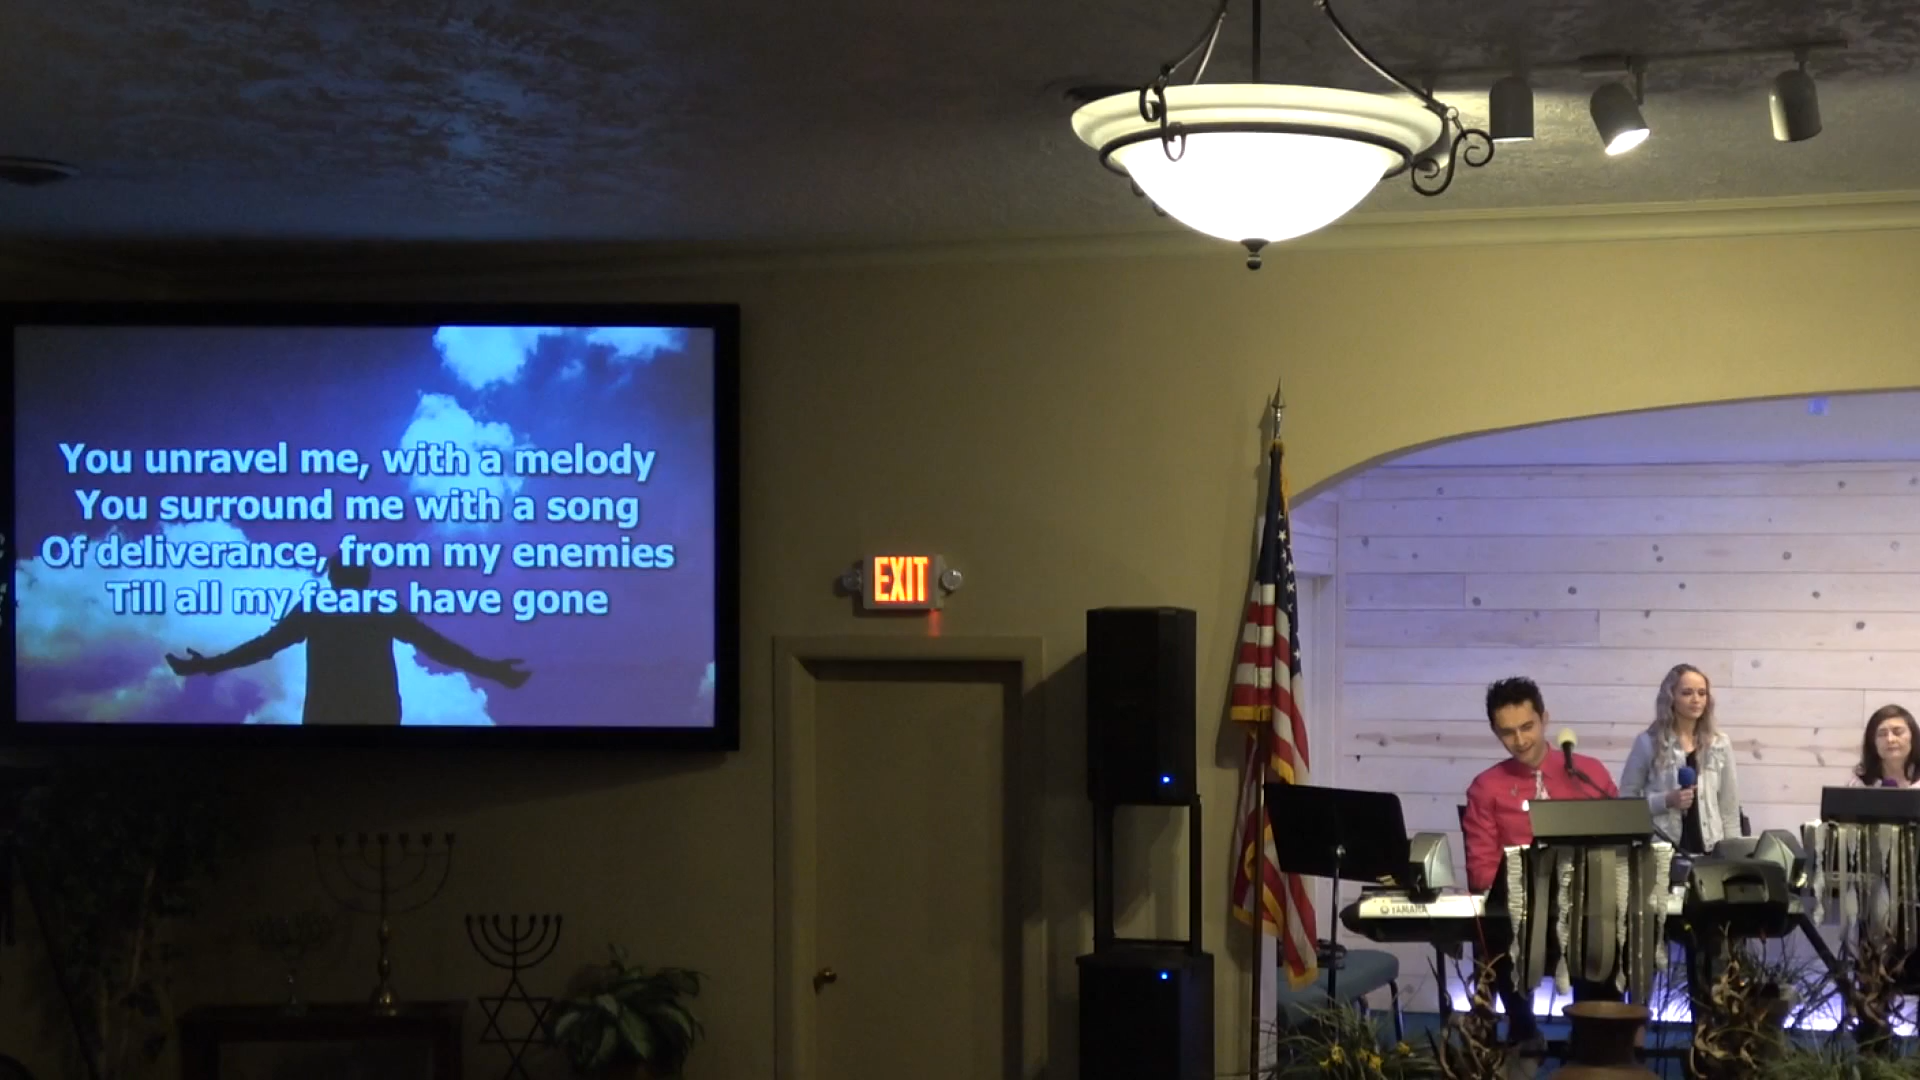 You unravel me, with a melody
You surround me with a song
Of deliverance, from my enemies
Till all my fears have gone
EXIT
YAMAHA